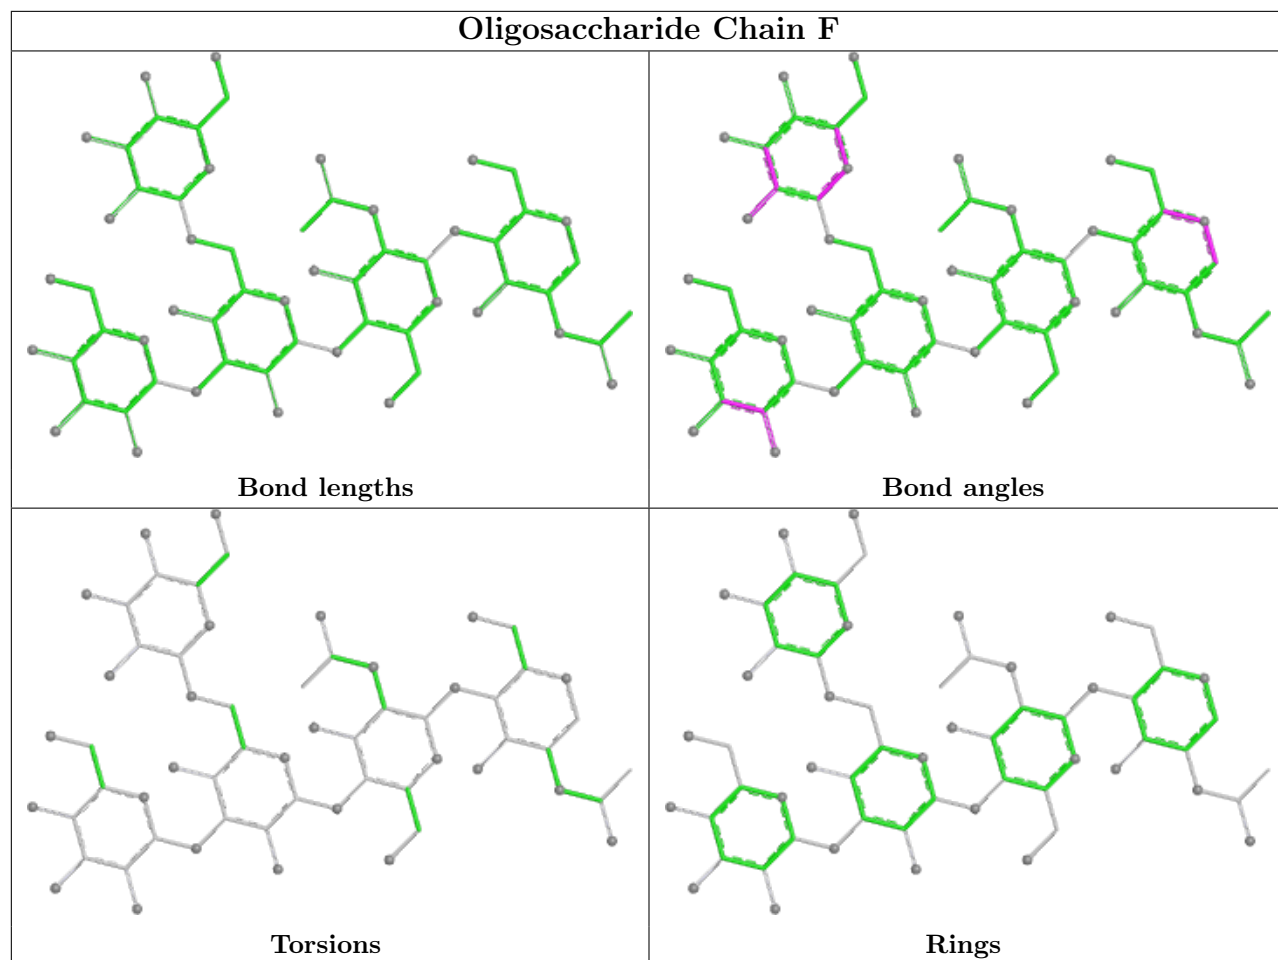 Oligosaccharide Chain F
Bond lengths
Bond angles
Torsions
Rings